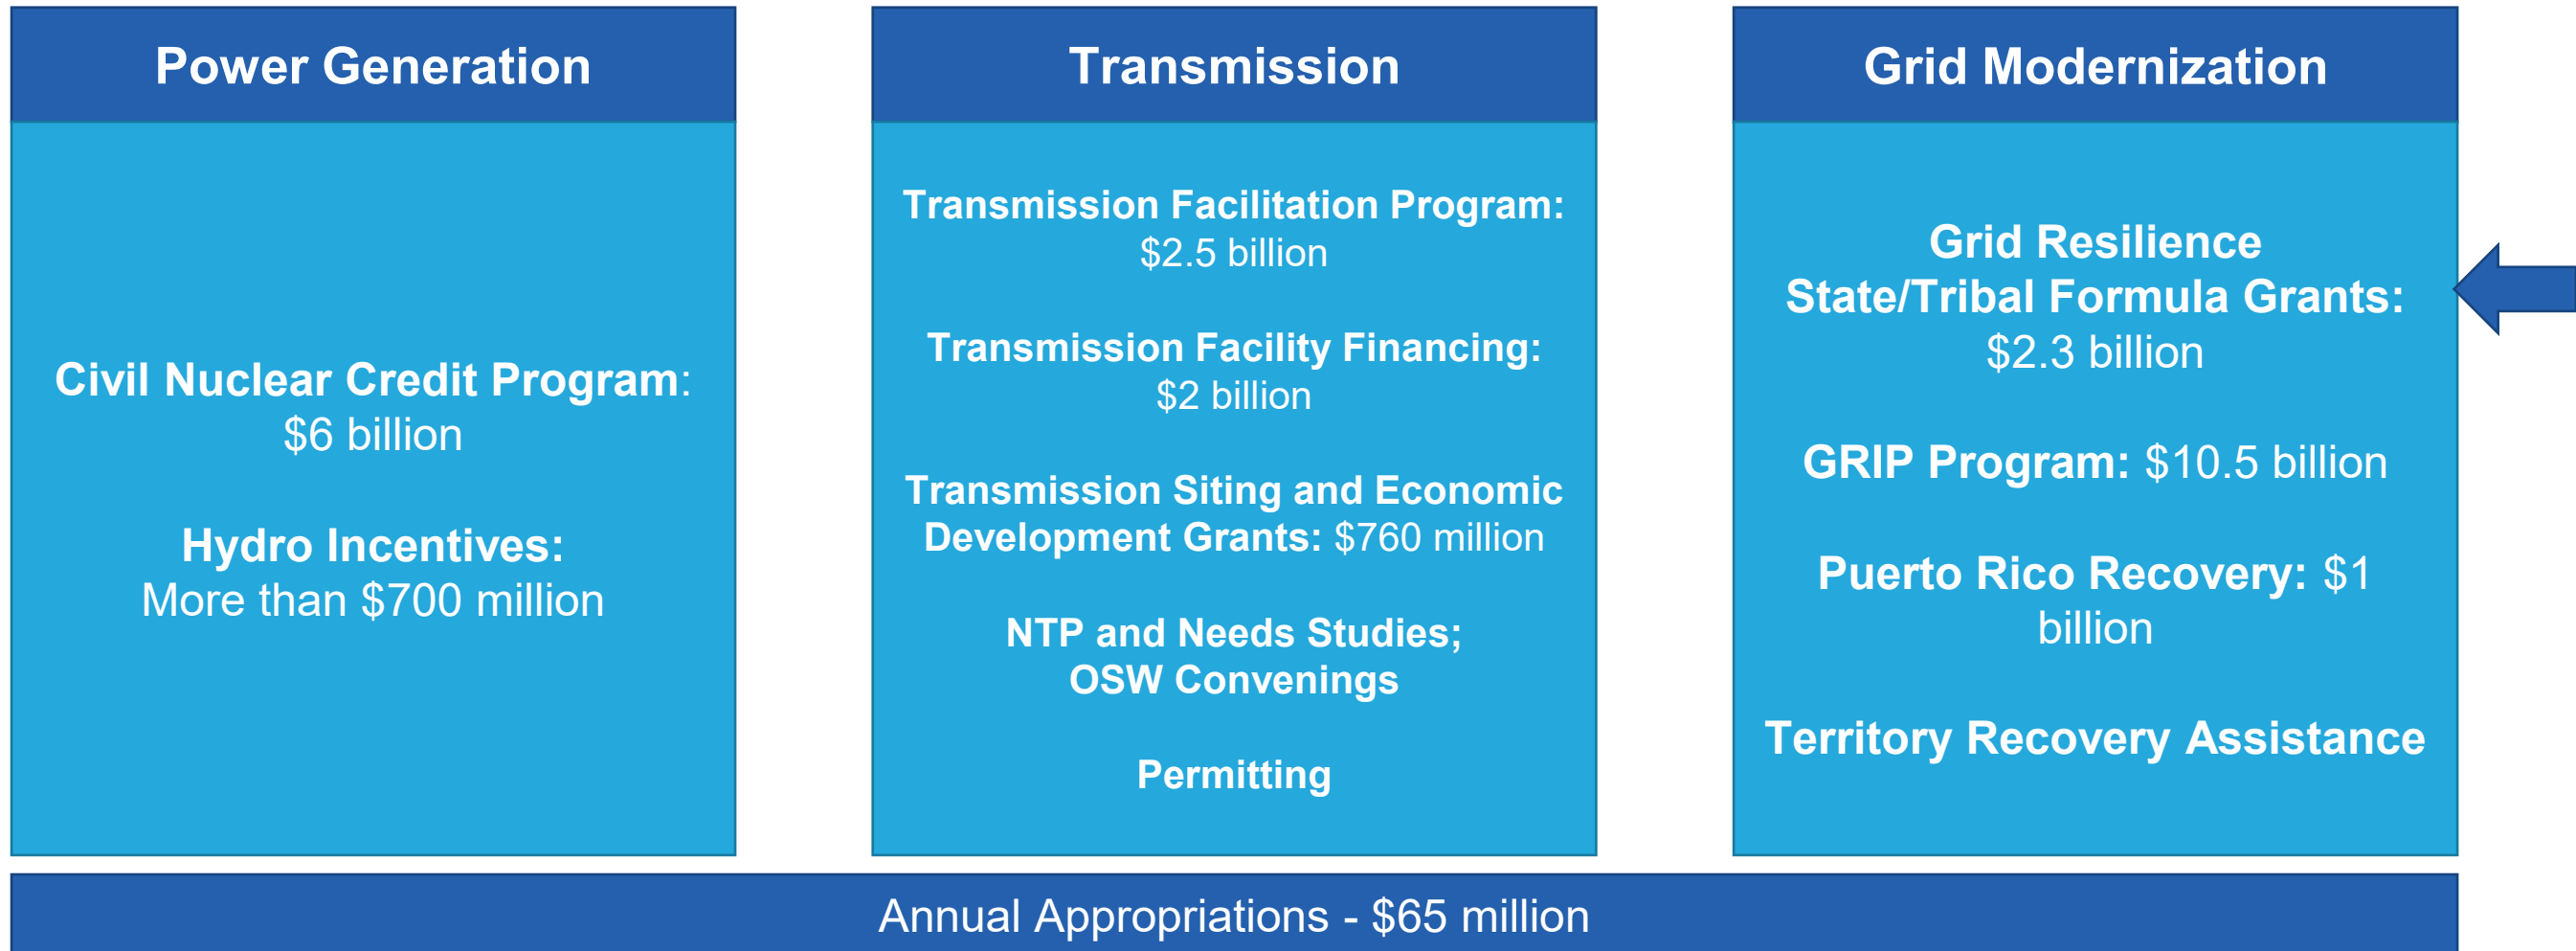 Power Generation
Civil Nuclear Credit Program:
$6 billion
Hydro Incentives:
More than $700 million
Transmission
Transmission Facilitation Program:
$2.5 billion
Transmission Facility Financing:
$2 billion
Transmission Siting and Economic
Development Grants: $760 million
NTP and Needs Studies;
OSW Convenings
Permitting
Grid Modernization
Grid Resilience
State/Tribal Formula Grants:
$2.3 billion
GRIP Program: $10.5 billion
Puerto Rico Recovery: $1
billion
Territory Recovery Assistance
Annual Appropriations - $65 million